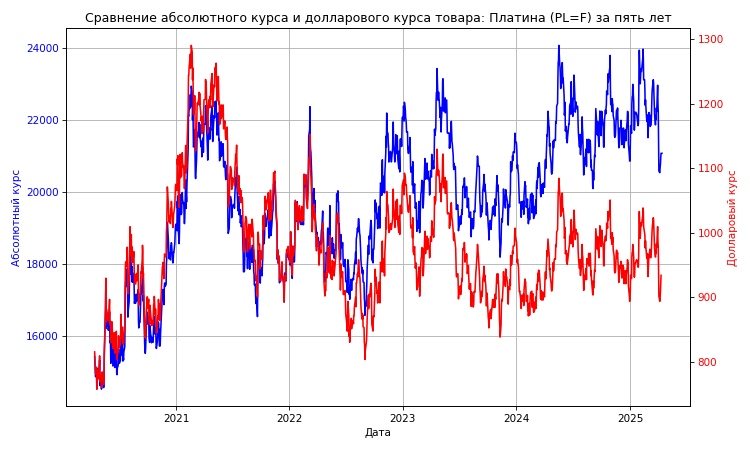 Сравнение абсолютного курса и долларового курса товара: Платина (PL=F) за пять лет
Абсолютный курс
24000
22000
20000
18000
16000
1300
1200
1100
1000
900
800
Долларовый курс
2021 2022 2023 2024 2025
Дата